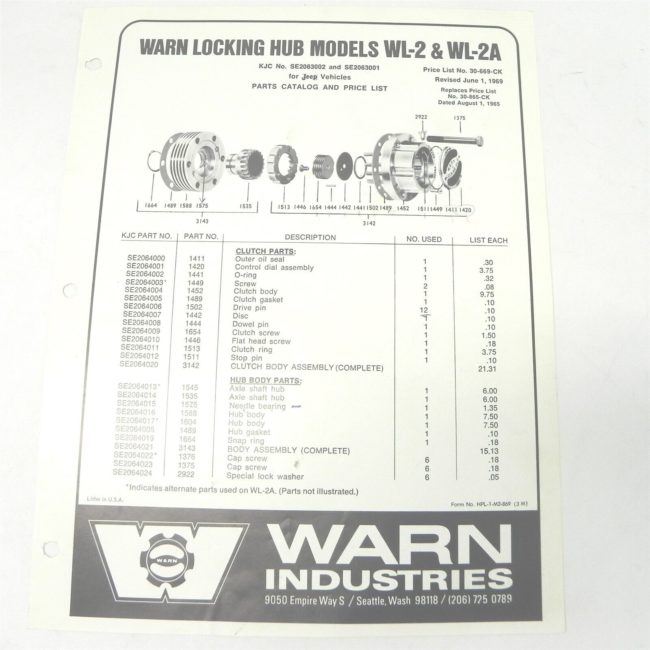 WARN LOCKING HUB MODELS WL-2 & WL-2A
KJC No. SE2063002 and SE2063001
for Jeep Vehicles
PARTS CATALOG AND PRICE LIST
Price List No. 30-669-CK
Revised June 1, 1969
Replaces Price List
No. 30-865-CK
Dated August 1, 1965
2922 1375
1664 1489 1588 1575 1535 1513 1446 1654 1444 1442 1441 1502 1489 1452 1511 1449 1411 1420
3143 3142
KJC PART NO. PART NO. DESCRIPTION NO. USED LIST EACH
CLUTCH PARTS:
SE2064000 1411 Outer oil seal 1 .30
SE2064001 1420 Control dial assembly 1 3.75
SE2064002 1441 O-ring 1 .32
SE2064003* 1449 Screw 2 .08
SE2064004 1452 Clutch body 1 9.75
SE2064005 1489 Clutch gasket 1 .10
SE2064006 1502 Drive pin 12 .10
SE2064007 1442 Disc 1 .10
SE2064008 1444 Dowel pin 1 .10
SE2064009 1654 Clutch screw 1 1.50
SE2064010 1446 Flat head screw 1 .18
SE2064011 1513 Clutch ring 1 3.75
SE2064012 1511 Stop pin 1 .10
SE2064020 3142 CLUTCH BODY ASSEMBLY (COMPLETE) 21.31
HUB BODY PARTS:
SE2064013* 1545 Axle shaft hub 1 6.00
SE2064014 1535 Axle shaft hub 1 6.00
SE2064015 1575 Needle bearing 1 1.35
SE2064016 1588 Hub body 1 7.50
SE2064017* 1604 Hub body 1 7.50
SE2064005 1489 Hub gasket 1 .10
SE2064019 1664 Snap ring 1 .18
SE2064021 3143 BODY ASSEMBLY (COMPLETE) 15.13
SE2064022* 1376 Cap screw 6 .18
SE2064023 1375 Cap screw 6 .18
SE2064024 2922 Special lock washer 6 .05
*Indicates alternate parts used on WL-2A. (Parts not illustrated.)
Litho in U.S.A. Form No. HPL-1-M2-869 (3 M)
WARN
WARN
INDUSTRIES
9050 Empire Way S / Seattle, Wash 98118 / (206) 725 0789